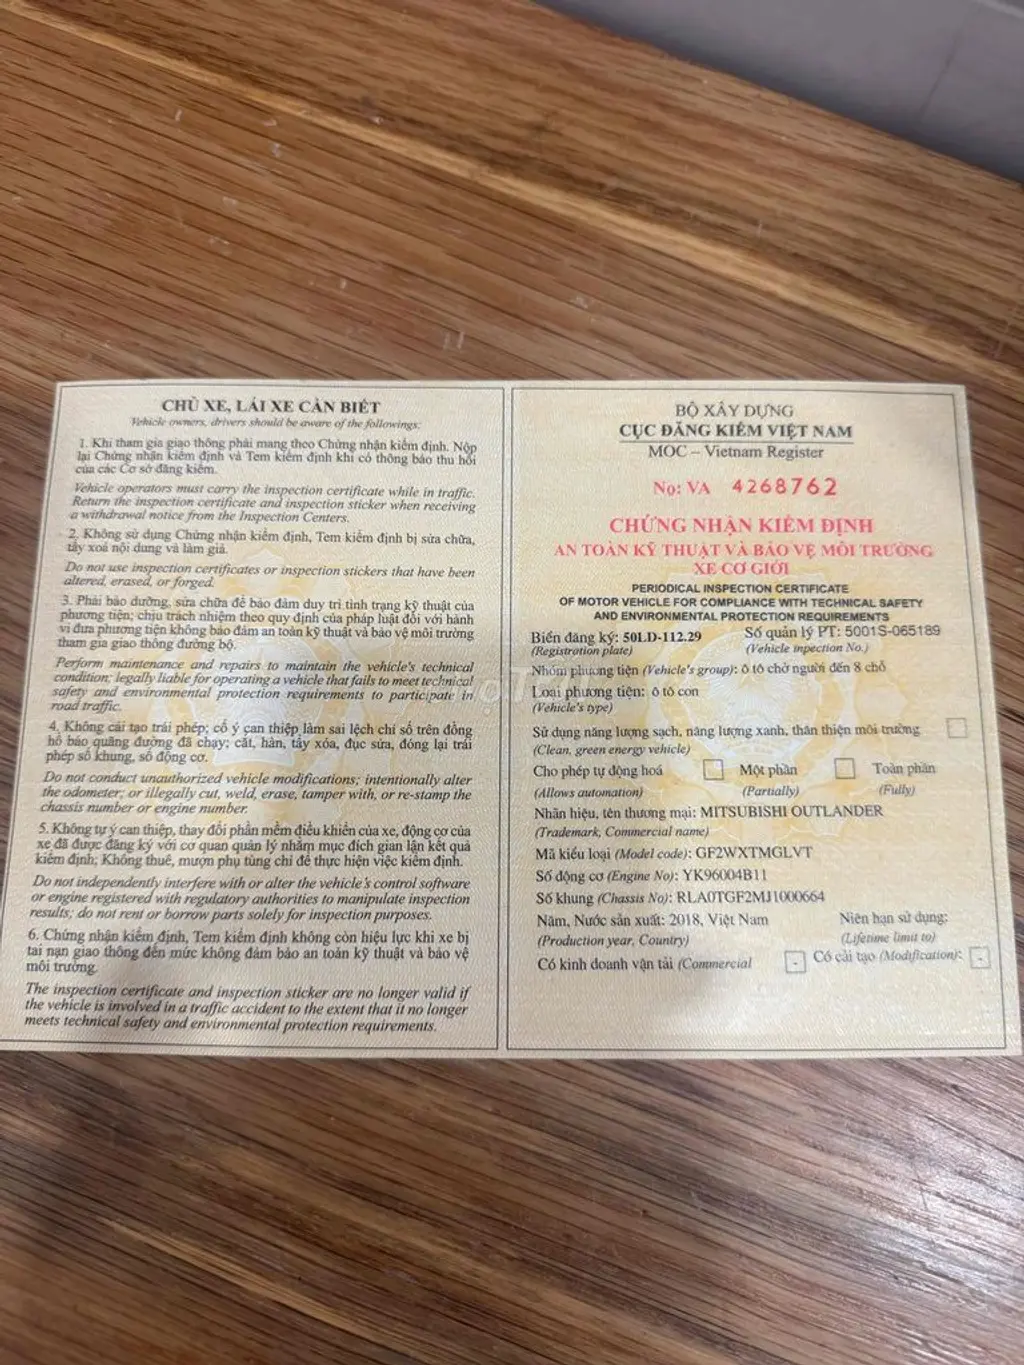 CHỦ XE, LÁI XE CẦN BIẾT
Vehicle owners, drivers should be aware of the followings:
1. Khi tham gia giao thông phải mang theo Chứng nhận kiểm định. Nộp
lại Chứng nhận kiểm định và Tem kiểm định khi có thông báo thu hồi
của các Cơ sở đăng kiểm.
Vehicle operators must carry the inspection certificate while in traffic.
Return the inspection certificate and inspection sticker when receiving
a withdrawal notice from the Inspection Centers.
2. Không sử dụng Chứng nhận kiểm định, Tem kiểm định bị sửa chữa,
tẩy xoá nội dung và làm giả.
Do not use inspection certificates or inspection stickers that have been
altered, erased, or forged.
3. Phải bảo dưỡng, sửa chữa để bảo đảm duy trì tình trạng kỹ thuật của
phương tiện; chịu trách nhiệm theo quy định của pháp luật đối với hành
vi đưa phương tiện không bảo đảm an toàn kỹ thuật và bảo vệ môi trường
tham gia giao thông đường bộ.
Perform maintenance and repairs to maintain the vehicle's technical
condition; legally liable for operating a vehicle that fails to meet technical
safety and environmental protection requirements to participate in
road traffic.
4. Không cải tạo trái phép; cố ý can thiệp làm sai lệch chỉ số trên đồng
hồ báo quãng đường đã chạy; cắt, hàn, tẩy xóa, đục sửa, đóng lại trái
phép số khung, số động cơ.
Do not conduct unauthorized vehicle modifications; intentionally alter
the odometer; or illegally cut, weld, erase, tamper with, or re-stamp the
chassis number or engine number.
5. Không tự ý can thiệp, thay đổi phần mềm điều khiển của xe, động cơ của
xe đã được đăng ký với cơ quan quản lý nhằm mục đích gian lận kết quả
kiểm định; Không thuê, mượn phụ tùng chỉ để thực hiện việc kiểm định.
Do not independently interfere with or alter the vehicle's control software
or engine registered with regulatory authorities to manipulate inspection
results; do not rent or borrow parts solely for inspection purposes.
6. Chứng nhận kiểm định, Tem kiểm định không còn hiệu lực khi xe bị
tai nạn giao thông đến mức không đảm bảo an toàn kỹ thuật và bảo vệ
môi trường.
The inspection certificate and inspection sticker are no longer valid if
the vehicle is involved in a traffic accident to the extent that it no longer
meets technical safety and environmental protection requirements.
BỘ XÂY DỰNG
CỤC ĐĂNG KIỂM VIỆT NAM
MOC – Vietnam Register
No: VA 4268762
CHỨNG NHẬN KIỂM ĐỊNH
AN TOÀN KỸ THUẬT VÀ BẢO VỆ MÔI TRƯỜNG
XE CƠ GIỚI
PERIODICAL INSPECTION CERTIFICATE
OF MOTOR VEHICLE FOR COMPLIANCE WITH TECHNICAL SAFETY
AND ENVIRONMENTAL PROTECTION REQUIREMENTS
Biển đăng ký: 50LD-112.29 Số quản lý PT: 5001S-065189
(Registration plate) (Vehicle inpection No.)
Nhóm phương tiện (Vehicle's group): ô tô chở người đến 8 chỗ
Loại phương tiện: ô tô con
(Vehicle's type)
Sử dụng năng lượng sạch, năng lượng xanh, thân thiện môi trường
(Clean, green energy vehicle)
Cho phép tự động hoá Một phần Toàn phần
(Allows automation) (Partially) (Fully)
Nhãn hiệu, tên thương mại: MITSUBISHI OUTLANDER
(Trademark, Commercial name)
Mã kiểu loại (Model code): GF2WXTMGLVT
Số động cơ (Engine No): YK96004B11
Số khung (Chassis No): RLA0TGF2MJ1000664
Năm, Nước sản xuất: 2018, Việt Nam Niên hạn sử dụng:
(Production year, Country) (Lifetime limit to)
Có kinh doanh vận tải (Commercial - Có cải tạo (Modification): -